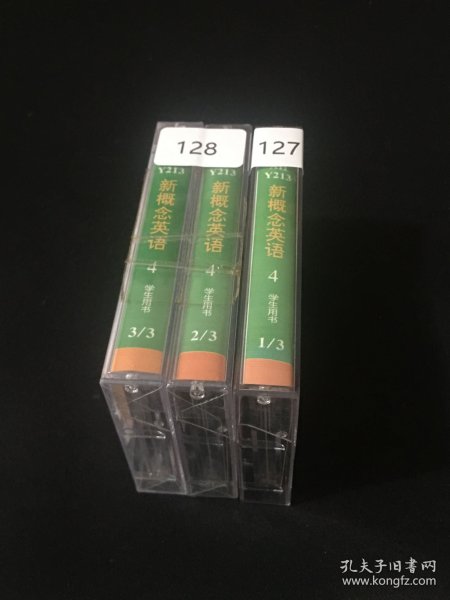 128
127
Y213
新概念英语
4
学生用书
3/3
Y213
新概念英语
4
学生用书
2/3
Y213
新概念英语
4
学生用书
1/3
孔夫子旧书网
www.kongfz.com